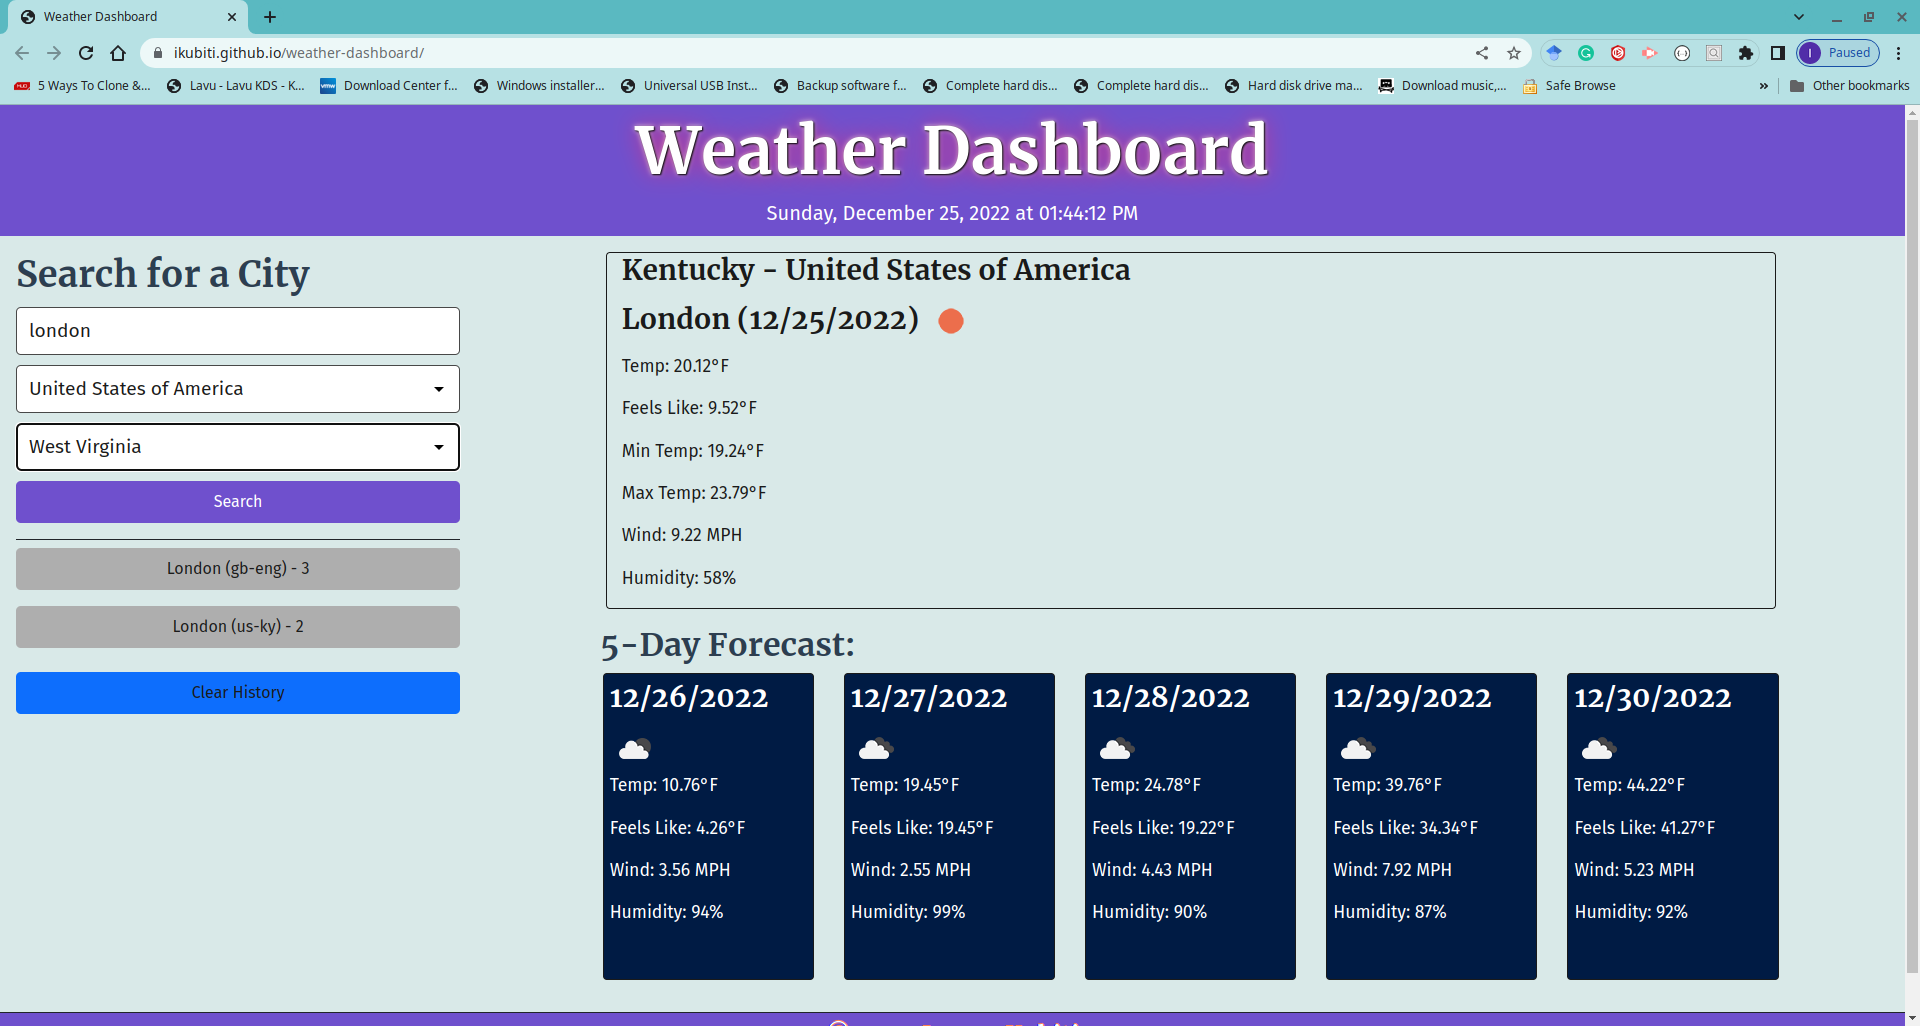 Weather Dashboard
ikubiti.github.io/weather-dashboard/
I Paused
5 Ways To Clone &...
Lavu - Lavu KDS - K...
vmw Download Center f...
Windows installer...
Universal USB Inst...
Backup software f...
Complete hard dis...
Complete hard dis...
Hard disk drive ma...
Download music,...
Safe Browse
» Other bookmarks
Weather Dashboard
Sunday, December 25, 2022 at 01:44:12 PM
Search for a City
london
United States of America
West Virginia
Search
London (gb-eng) - 3
London (us-ky) - 2
Clear History
Kentucky - United States of America
London (12/25/2022)
Temp: 20.12°F
Feels Like: 9.52°F
Min Temp: 19.24°F
Max Temp: 23.79°F
Wind: 9.22 MPH
Humidity: 58%
5-Day Forecast:
12/26/2022
Temp: 10.76°F
Feels Like: 4.26°F
Wind: 3.56 MPH
Humidity: 94%
12/27/2022
Temp: 19.45°F
Feels Like: 19.45°F
Wind: 2.55 MPH
Humidity: 99%
12/28/2022
Temp: 24.78°F
Feels Like: 19.22°F
Wind: 4.43 MPH
Humidity: 90%
12/29/2022
Temp: 39.76°F
Feels Like: 34.34°F
Wind: 7.92 MPH
Humidity: 87%
12/30/2022
Temp: 44.22°F
Feels Like: 41.27°F
Wind: 5.23 MPH
Humidity: 92%